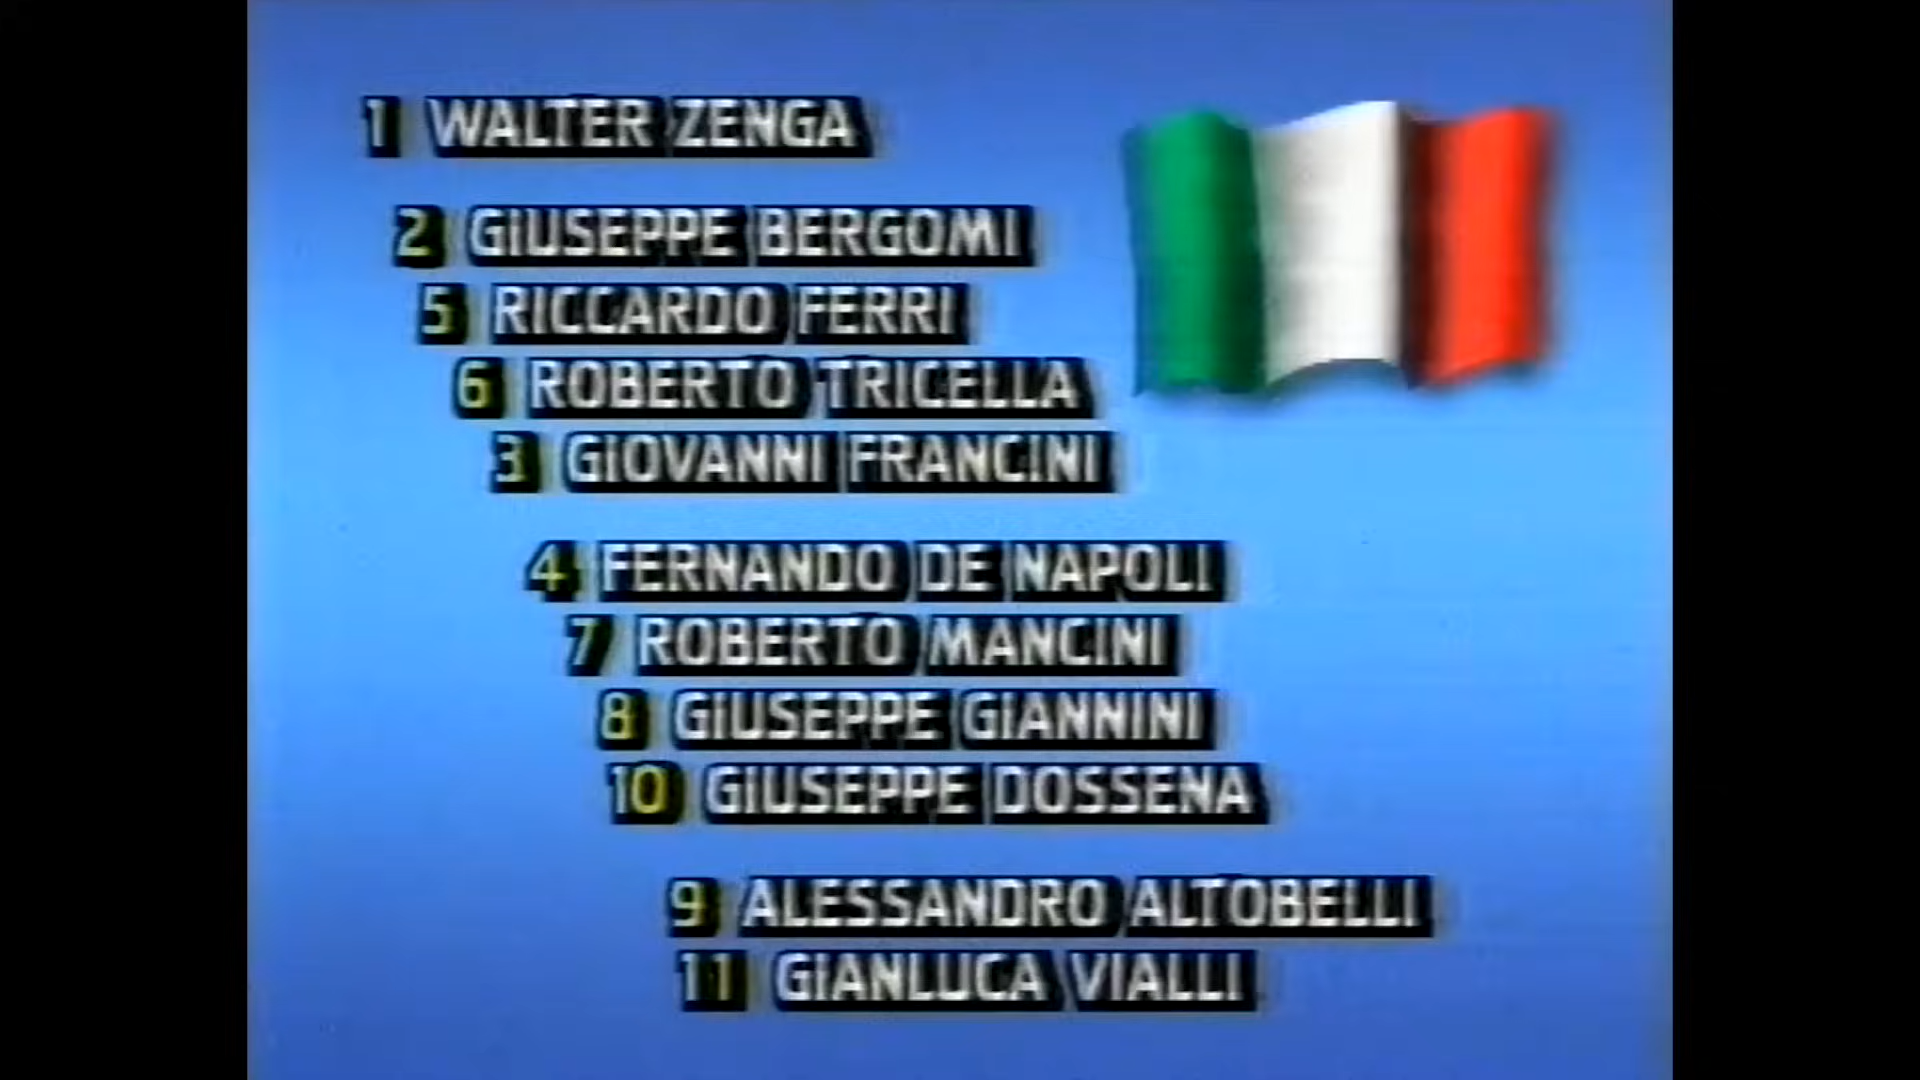 1 WALTER ZENGA
2 GIUSEPPE BERGOMI
5 RICCARDO FERRI
6 ROBERTO TRICELLA
3 GIOVANNI FRANCINI
4 FERNANDO DE NAPOLI
7 ROBERTO MANCINI
8 GIUSEPPE GIANNINI
10 GIUSEPPE DOSSENA
9 ALESSANDRO ALTOBELLI
11 GIANLUCA VIALLI